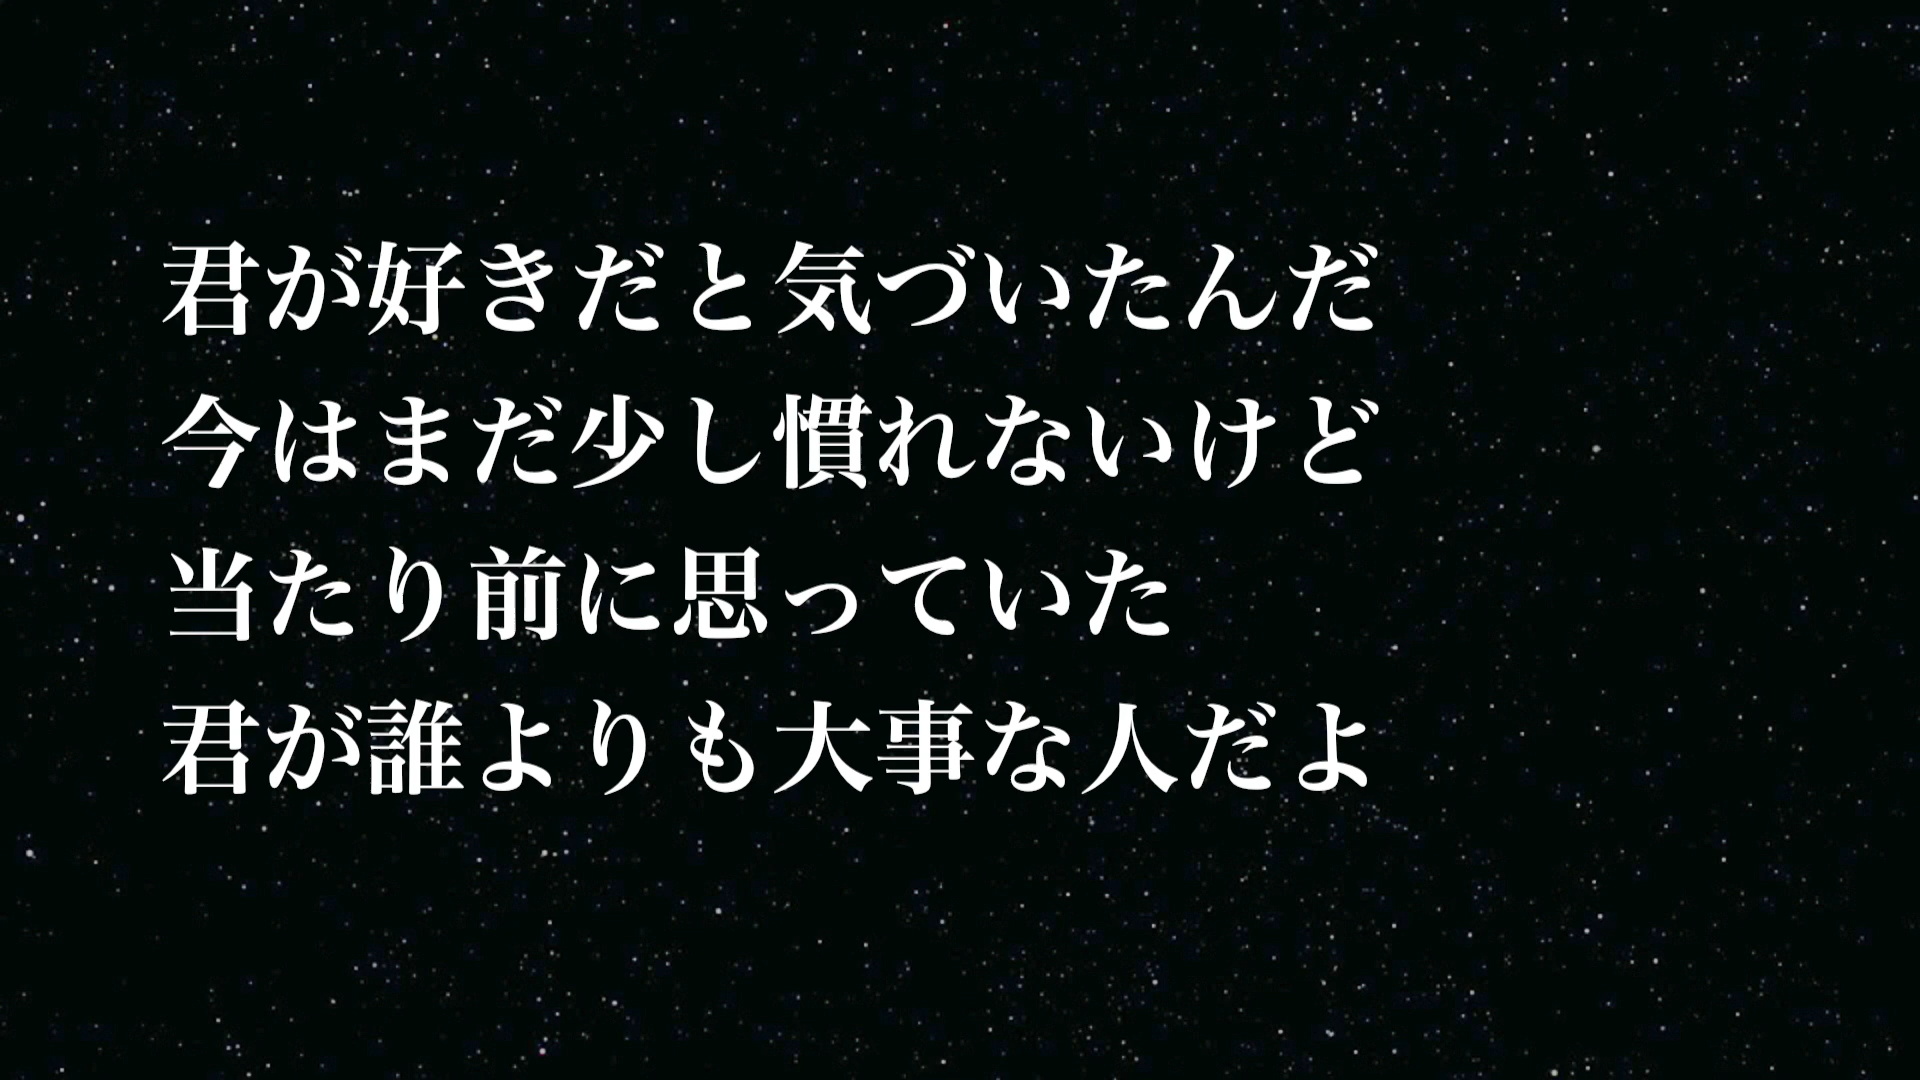 君が好きだと気づいたんだ
今はまだ少し慣れないけど
当たり前に思っていた
君が誰よりも大事な人だよ